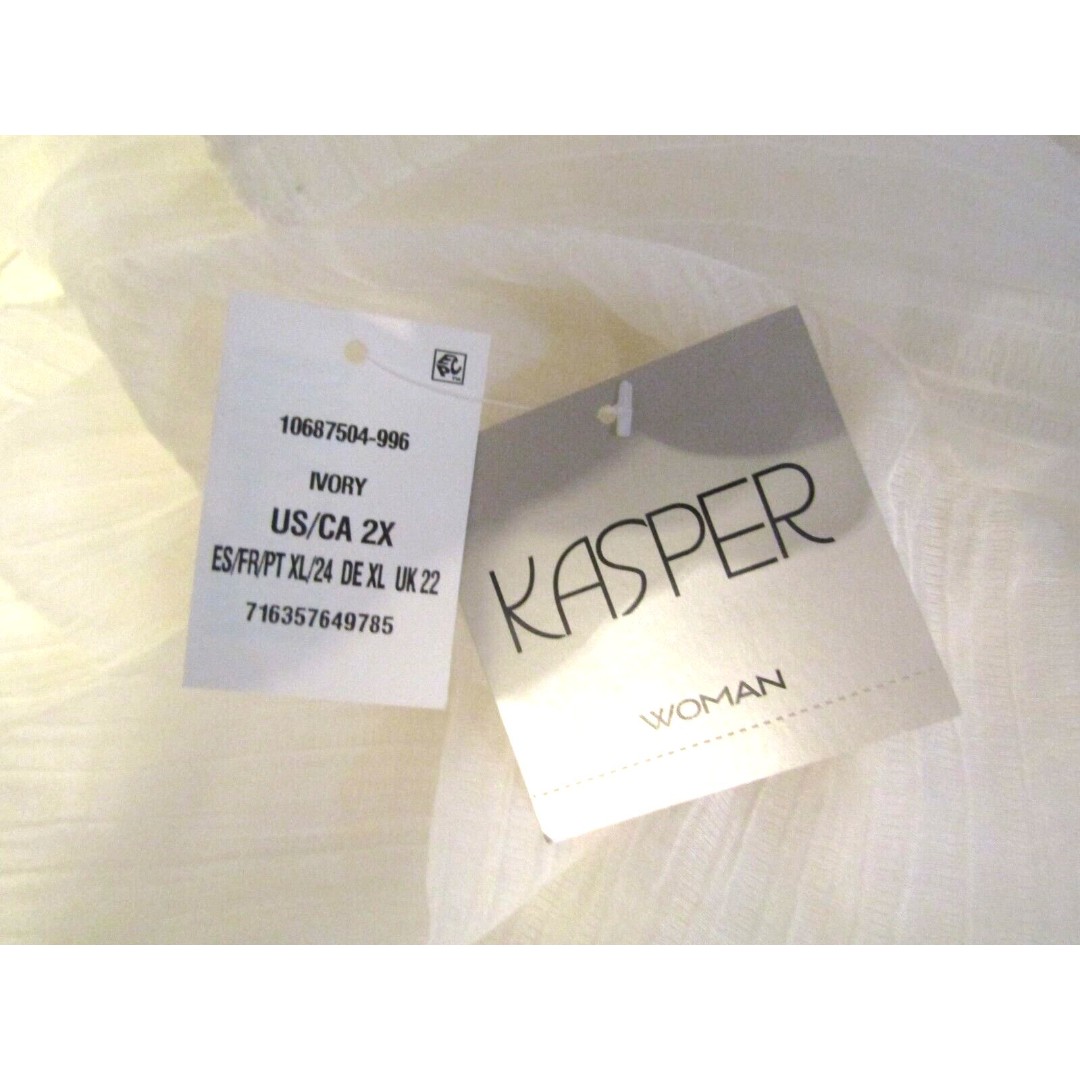 10687504-996
IVORY
US/CA 2X
ES/FR/PT XL/24 DE XL UK 22
716357649785
KASPER
WOMAN